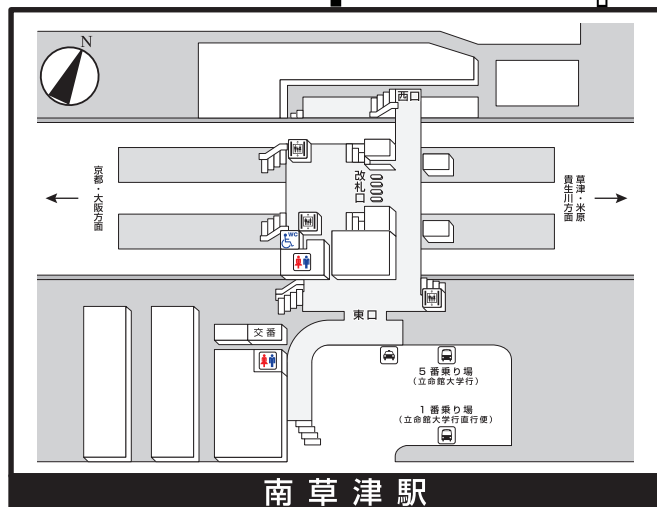 N
西口
改札口
京都・大阪方面
草津・米原
貴生川方面
WC
東口
交番
5番乗り場
(立命館大学行)
1番乗り場
(立命館大学行直行便)
南草津駅